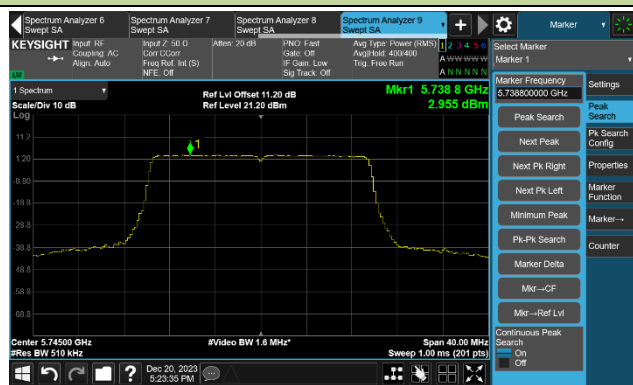 Spectrum Analyzer 6
Swept SA
Spectrum Analyzer 7
Swept SA
Spectrum Analyzer 8
Swept SA
Spectrum Analyzer 9
Swept SA
+
Marker
KEYSIGHT
Input: RF
Coupling: AC
Align: Auto
Input Z: 50 Ω
Corr CCorr
Freq Ref: Int (S)
NFE: Off
Atten: 20 dB
PNO: Fast
Gate: Off
IF Gain: Low
Sig Track: Off
Avg Type: Power (RMS)
Avg|Hold: 400/400
Trig: Free Run
1 2 3 4 5 6
A W W W W W
A N N N N N
LXI
Select Marker
Marker 1
1 Spectrum
Scale/Div 10 dB
Log
Ref Lvl Offset 11.20 dB
Ref Level 21.20 dBm
Mkr1 5.738 8 GHz
2.955 dBm
1
11.2
1.20
-8.80
-18.8
-28.8
-38.8
-48.8
-58.8
-68.8
Center 5.74500 GHz
#Res BW 510 kHz
#Video BW 1.6 MHz*
Span 40.00 MHz
Sweep 1.00 ms (201 pts)
Marker Frequency
5.738800000 GHz
Peak Search
Next Peak
Next Pk Right
Next Pk Left
Minimum Peak
Pk-Pk Search
Marker Delta
Mkr→CF
Mkr→Ref Lvl
Continuous Peak
Search
On
Off
Settings
Peak
Search
Pk Search
Config
Properties
Marker
Function
Marker→
Counter
?
Dec 20, 2023
5:23:35 PM